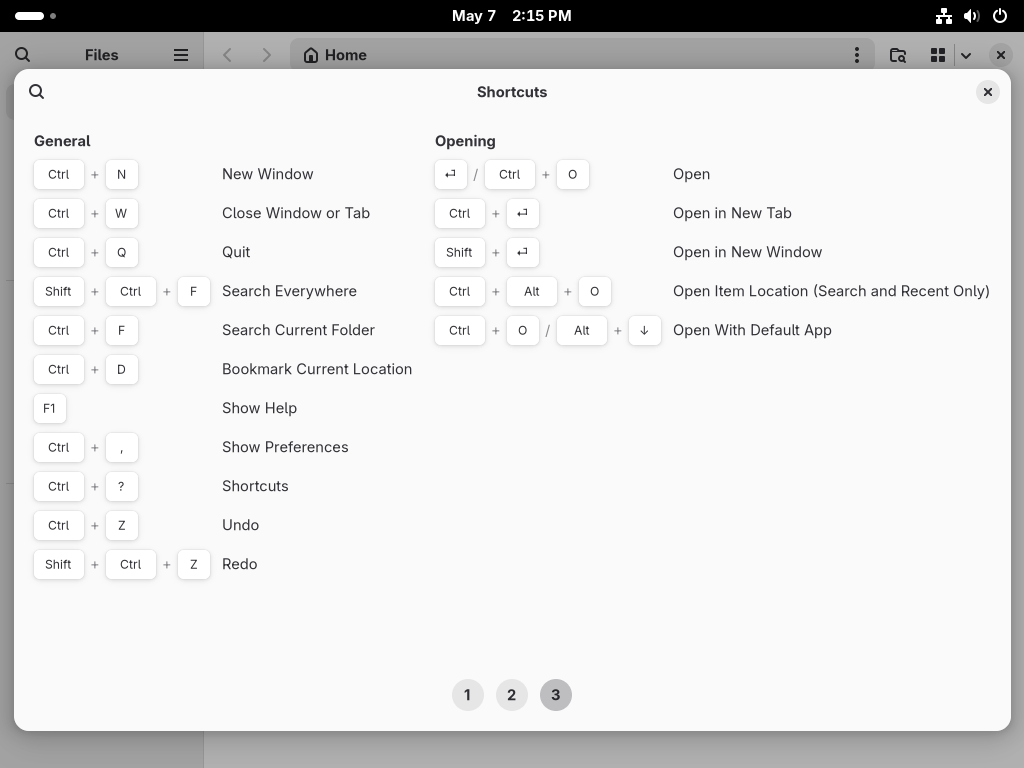 May 7 2:15 PM
Files
Home
Shortcuts
General
Ctrl + N New Window
Ctrl + W Close Window or Tab
Ctrl + Q Quit
Shift + Ctrl + F Search Everywhere
Ctrl + F Search Current Folder
Ctrl + D Bookmark Current Location
F1 Show Help
Ctrl + , Show Preferences
Ctrl + ? Shortcuts
Ctrl + Z Undo
Shift + Ctrl + Z Redo
Opening
⏎ / Ctrl + O Open
Ctrl + ⏎ Open in New Tab
Shift + ⏎ Open in New Window
Ctrl + Alt + O Open Item Location (Search and Recent Only)
Ctrl + O / Alt + ↓ Open With Default App
1 2 3